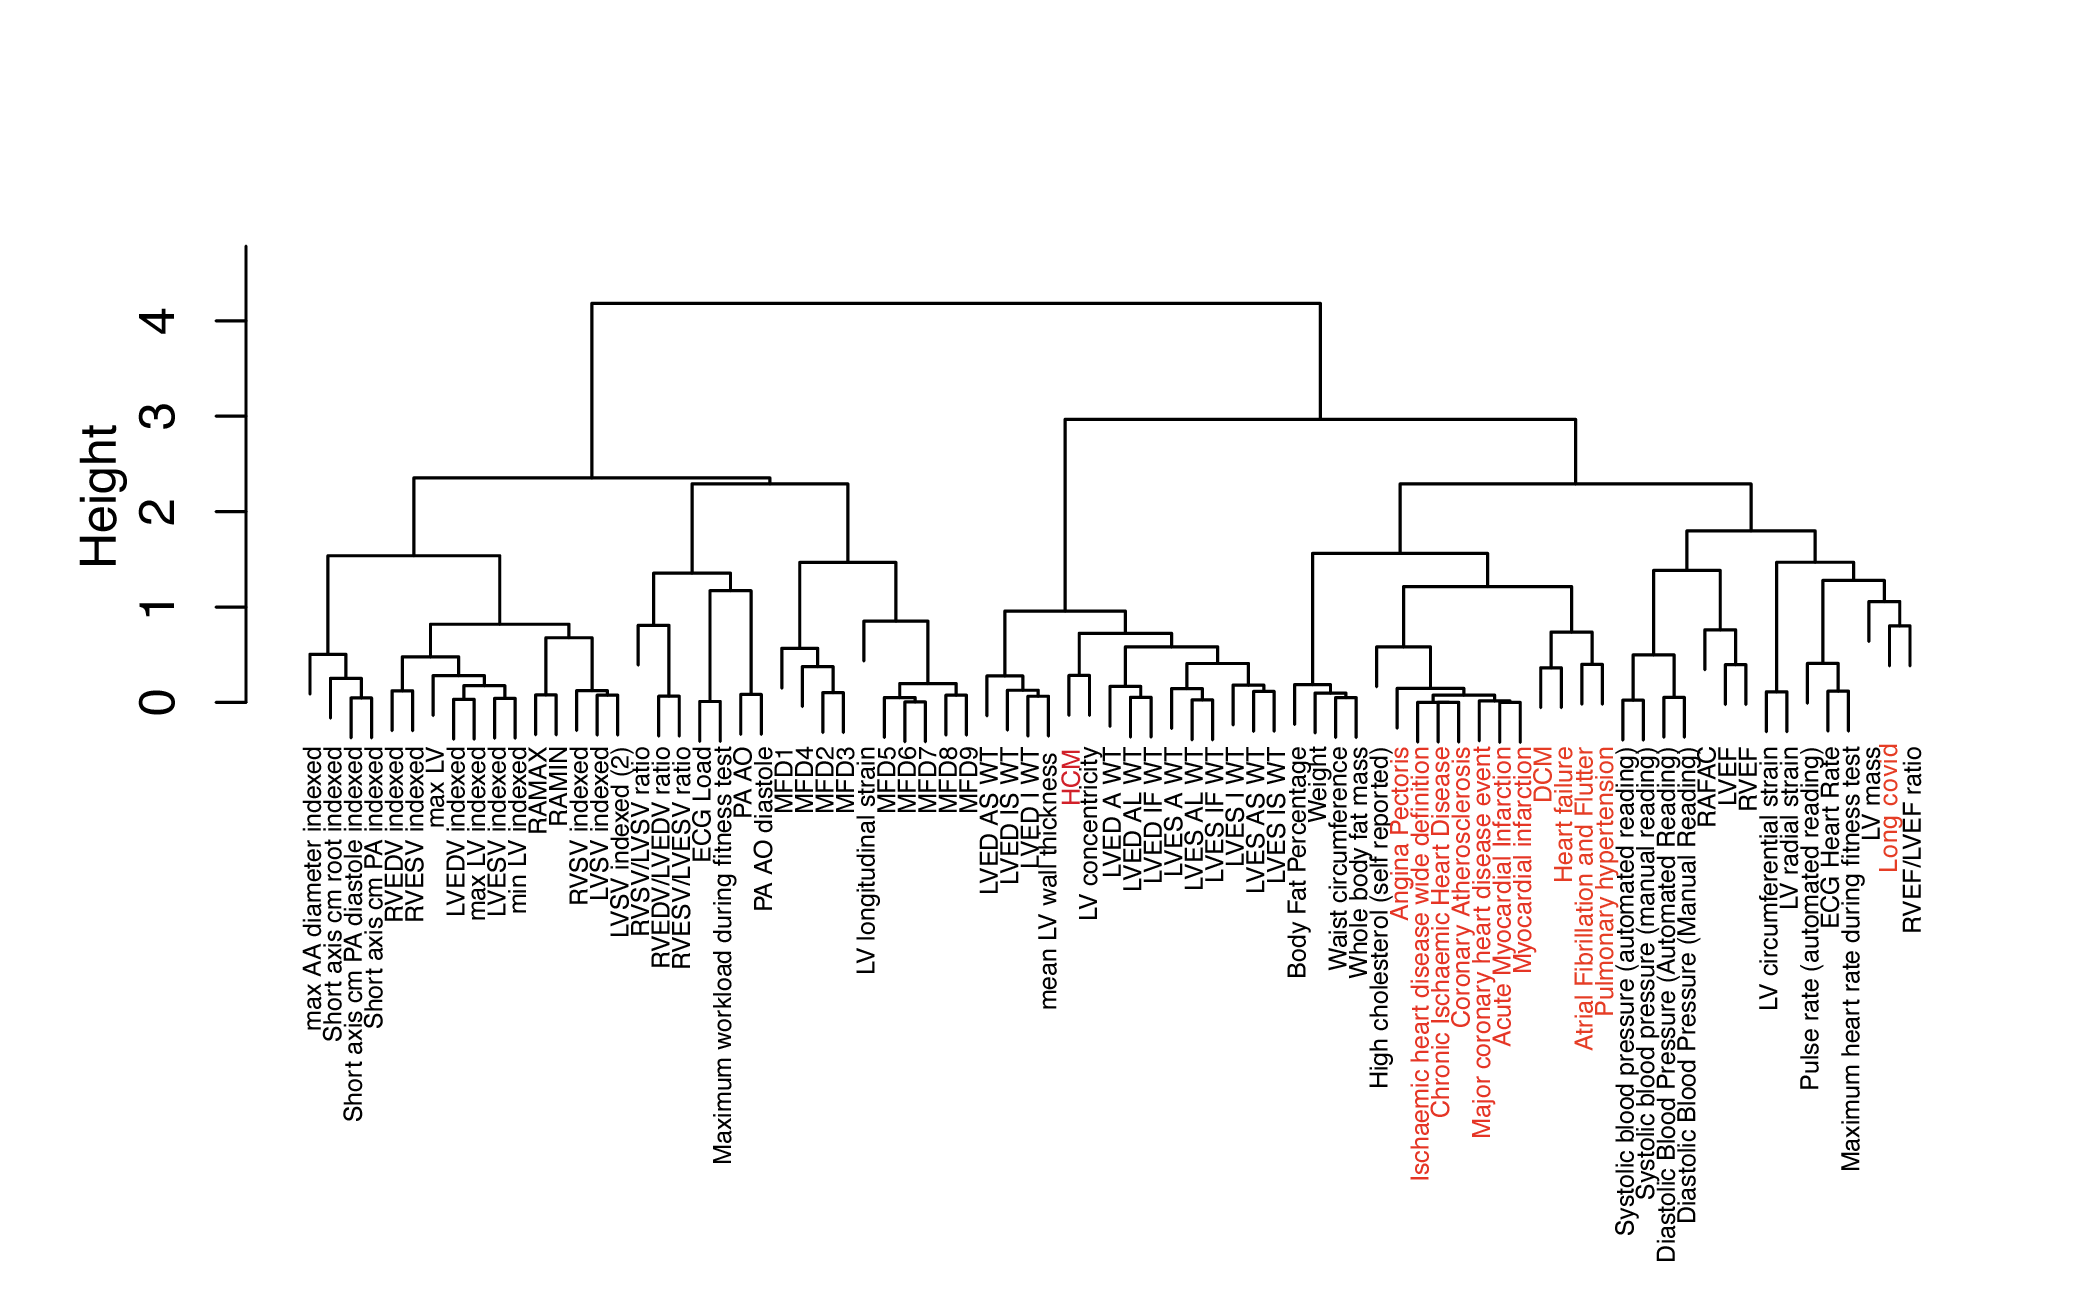 Height
4
3
2
1
0
max AA diameter indexed
Short axis cm root indexed
Short axis cm PA diastole indexed
Short axis cm PA indexed
RVEDV indexed
RVESV indexed
max LV
LVEDV indexed
max LV indexed
LVESV indexed
min LV indexed
RAMAX
RAMIN
RVSV indexed
LVSV indexed
LVSV indexed (2)
RVSV/LVSV ratio
RVEDV/LVEDV ratio
RVESV/LVESV ratio
ECG Load
Maximum workload during fitness test
PA AO
PA AO diastole
MFD1
MFD4
MFD2
MFD3
LV longitudinal strain
MFD5
MFD6
MFD7
MFD8
MFD9
LVED AS WT
LVED IS WT
LVED I WT
mean LV wall thickness
HCM
LV concentricity
LVED A WT
LVED AL WT
LVED IF WT
LVES A WT
LVES AL WT
LVES IF WT
LVES I WT
LVES AS WT
LVES IS WT
Body Fat Percentage
Weight
Waist circumference
Whole body fat mass
High cholesterol (self reported)
Angina Pectoris
Ischaemic heart disease wide definition
Chronic Ischaemic Heart Disease
Coronary Atherosclerosis
Major coronary heart disease event
Acute Myocardial Infarction
Myocardial infarction
DCM
Heart failure
Atrial Fibrillation and Flutter
Pulmonary hypertension
Systolic blood pressure (automated reading)
Systolic blood pressure (manual reading)
Diastolic Blood Pressure (Automated Reading)
Diastolic Blood Pressure (Manual Reading)
RAFAC
LVEF
RVEF
LV circumferential strain
LV radial strain
Pulse rate (automated reading)
ECG Heart Rate
Maximum heart rate during fitness test
LV mass
Long covid
RVEF/LVEF ratio